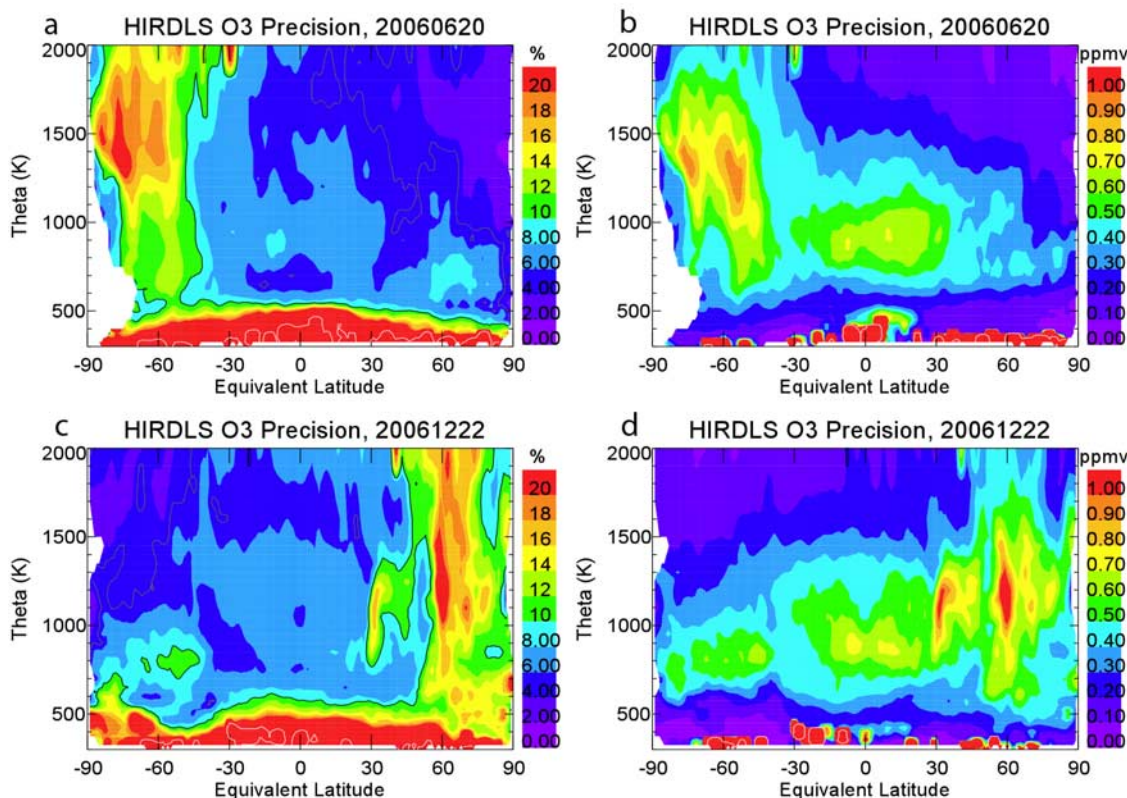 a
HIRDLS O3 Precision, 20060620
b
HIRDLS O3 Precision, 20060620
2000
1500
1000
500
Theta (K)
-90 -60 -30 0 30 60 90
Equivalent Latitude
%
20
18
16
14
12
10
8.00
6.00
4.00
2.00
0.00
2000
1500
1000
500
Theta (K)
-90 -60 -30 0 30 60 90
Equivalent Latitude
ppmv
1.00
0.90
0.80
0.70
0.60
0.50
0.40
0.30
0.20
0.10
0.00
c
HIRDLS O3 Precision, 20061222
d
HIRDLS O3 Precision, 20061222
2000
1500
1000
500
Theta (K)
-90 -60 -30 0 30 60 90
Equivalent Latitude
%
20
18
16
14
12
10
8.00
6.00
4.00
2.00
0.00
2000
1500
1000
500
Theta (K)
-90 -60 -30 0 30 60 90
Equivalent Latitude
ppmv
1.00
0.90
0.80
0.70
0.60
0.50
0.40
0.30
0.20
0.10
0.00